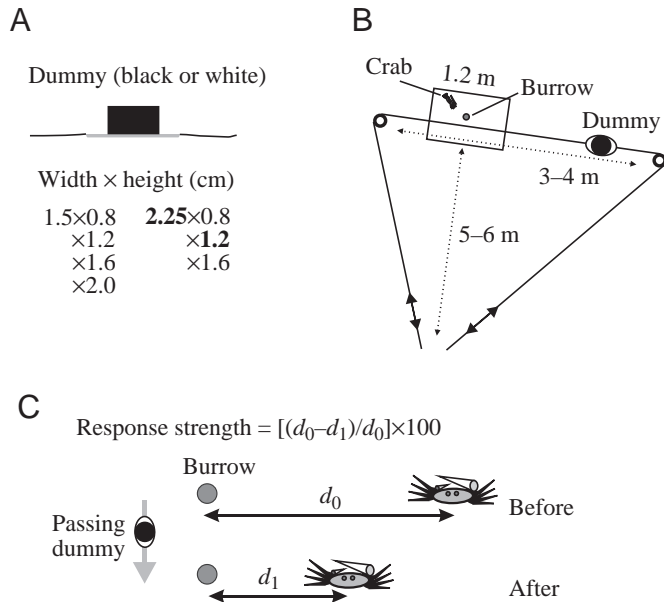 A
Dummy (black or white)
Width × height (cm)
1.5×0.8 2.25×0.8
×1.2 ×1.2
×1.6 ×1.6
×2.0
B
Crab
1.2 m
Burrow
Dummy
3–4 m
5–6 m
C
Response strength = [(d0–d1)/d0]×100
Burrow
d0
Before
Passing
dummy
d1
After